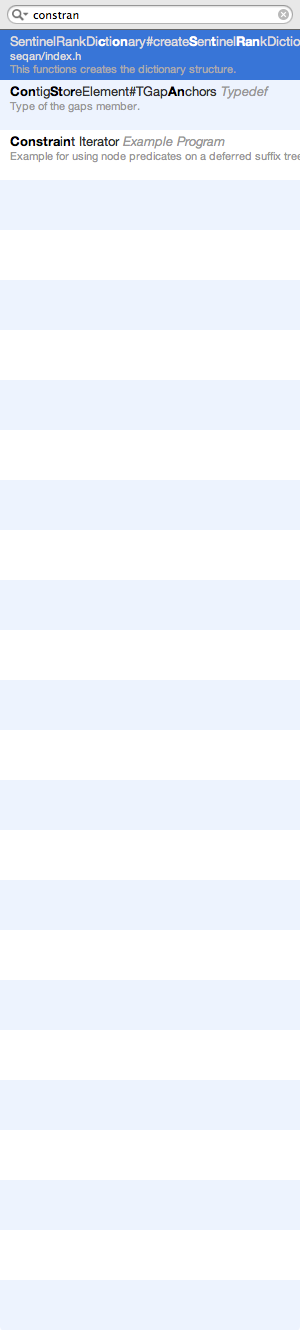 constran
SentinelRankDictionary#createSentinelRankDictio
seqan/index.h
This functions creates the dictionary structure.
ContigStoreElement#TGapAnchors Typedef
Type of the gaps member.
Constraint Iterator Example Program
Example for using node predicates on a deferred suffix tree